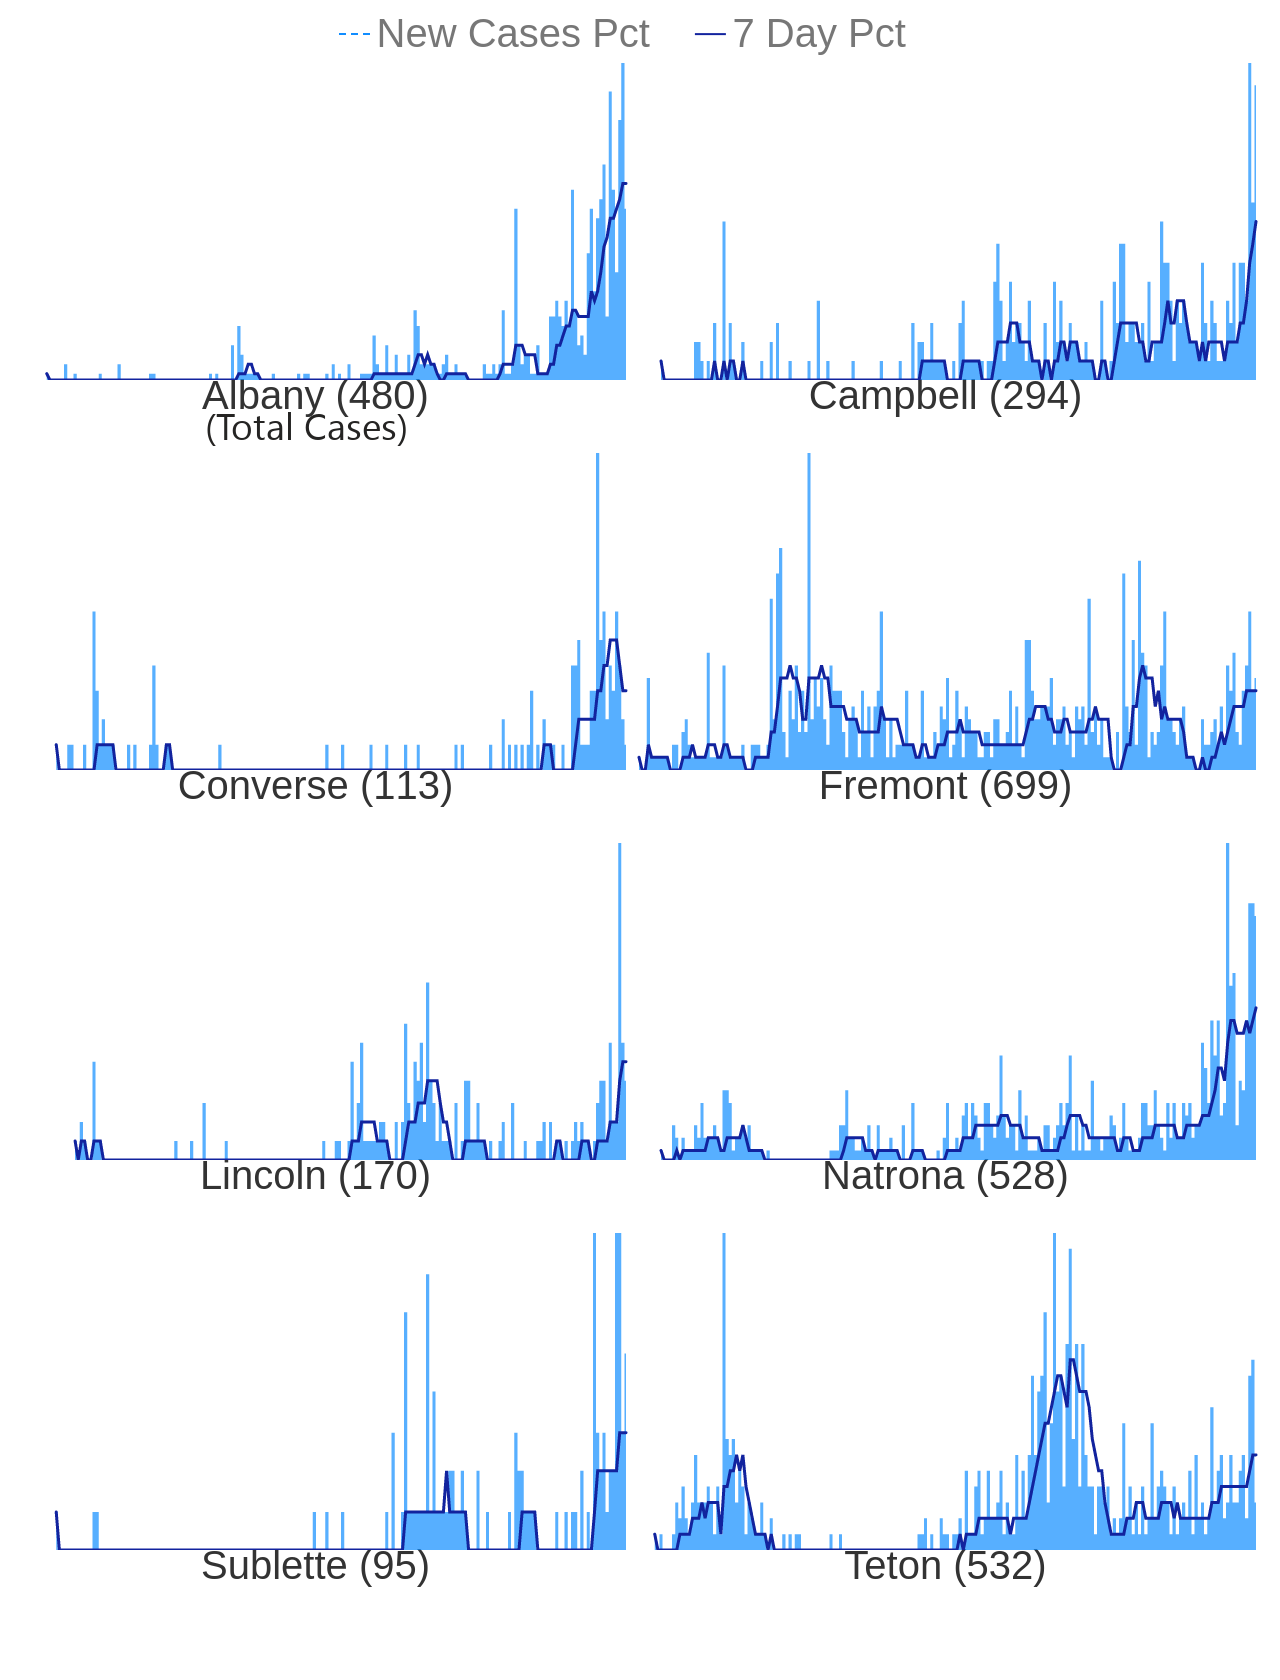 New Cases Pct 7 Day Pct
Albany (480) Campbell (294)
(Total Cases)
Converse (113) Fremont (699)
Lincoln (170) Natrona (528)
Sublette (95) Teton (532)